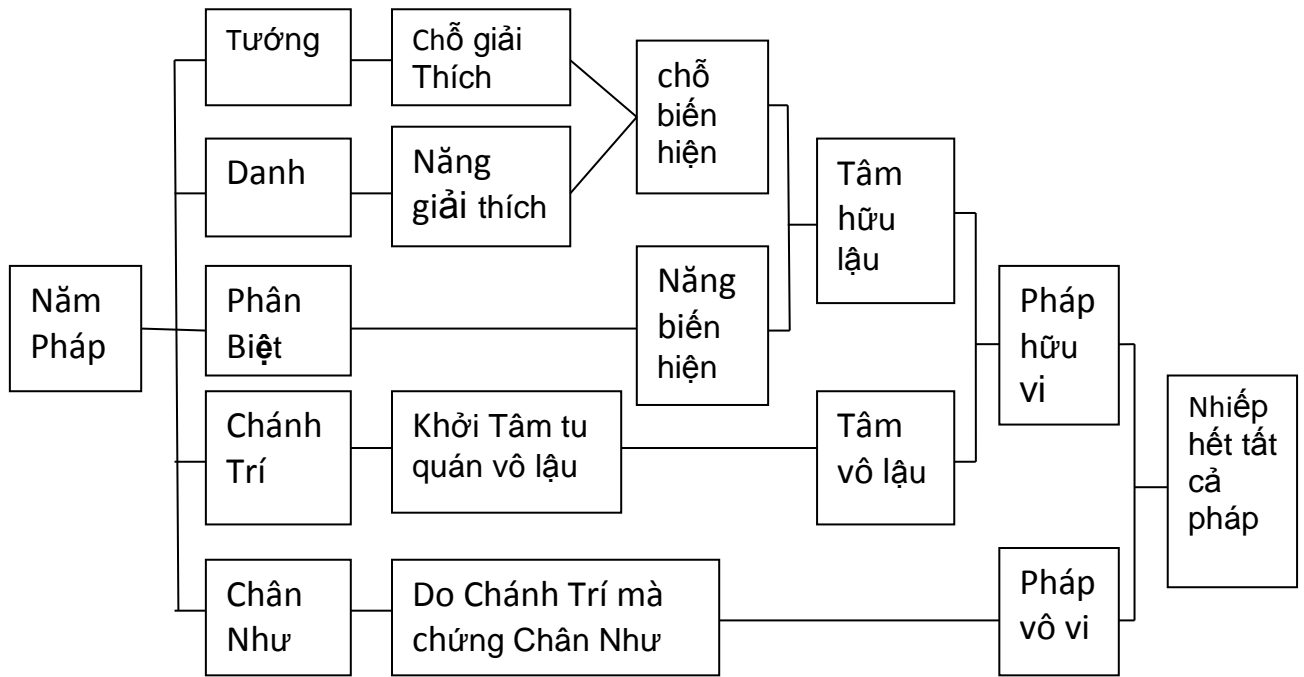 Năm
Pháp
Tướng
Chỗ giải
Thích
chỗ
biến
hiện
Danh
Năng
giải thích
Phân
Biệt
Năng
biến
hiện
Tâm
hữu
lậu
Chánh
Trí
Khởi Tâm tu
quán vô lậu
Tâm
vô lậu
Pháp
hữu
vi
Chân
Như
Do Chánh Trí mà
chứng Chân Như
Pháp
vô vi
Nhiếp
hết tất
cả
pháp